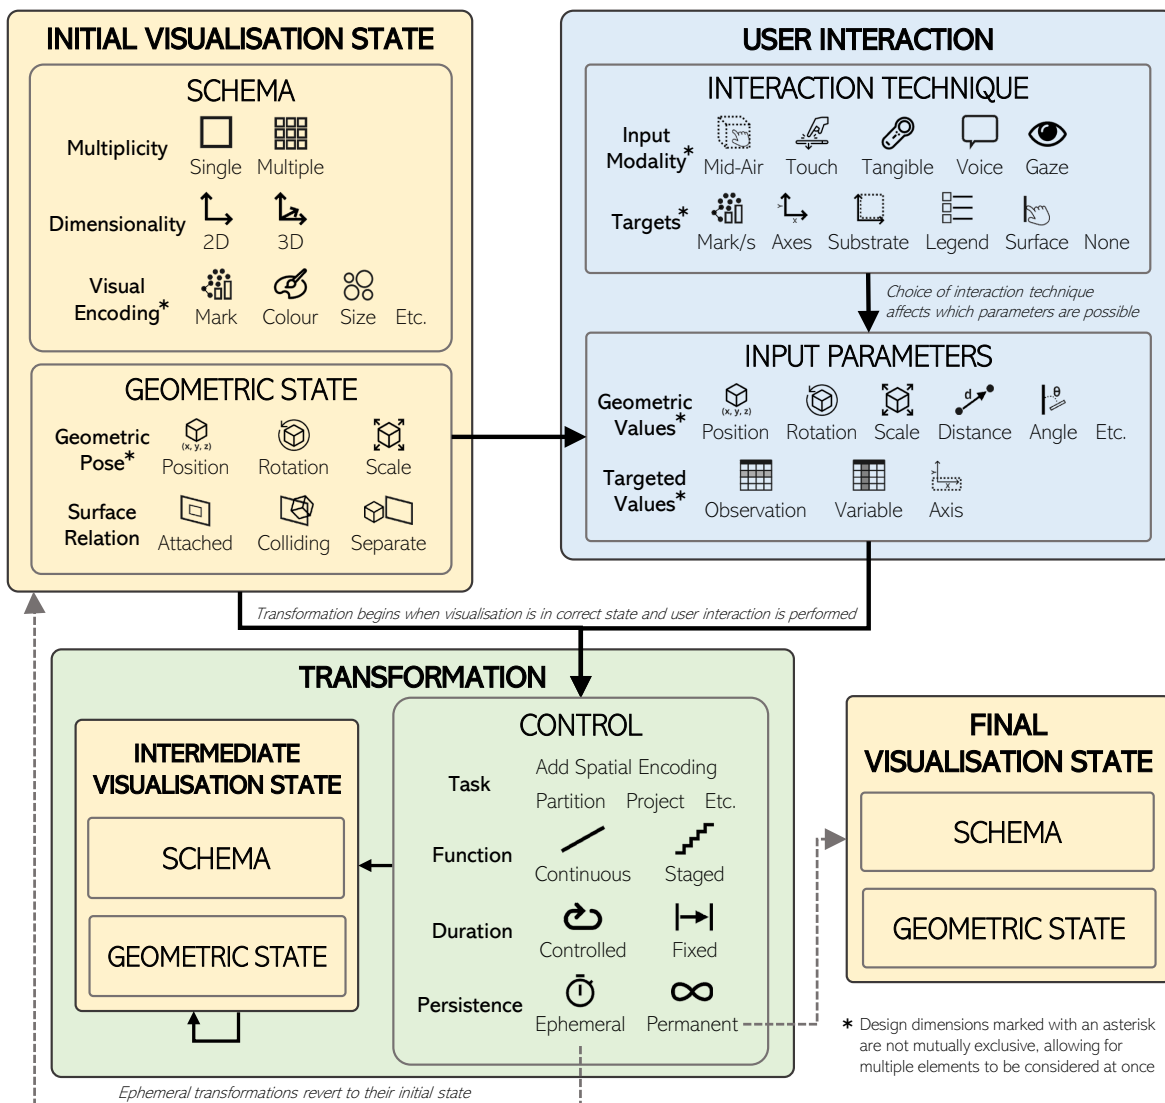 INITIAL VISUALISATION STATE
SCHEMA
Multiplicity
Single Multiple
Dimensionality
2D 3D
Visual
Encoding*
Mark Colour Size Etc.
GEOMETRIC STATE
Geometric
Pose*
(x, y, z)
Position Rotation Scale
Surface
Relation
Attached Colliding Separate
USER INTERACTION
INTERACTION TECHNIQUE
Input
Modality*
Mid-Air Touch Tangible Voice Gaze
Targets*
y
x
Mark/s Axes Substrate Legend Surface None
Choice of interaction technique
affects which parameters are possible
INPUT PARAMETERS
Geometric
Values*
(x, y, z)
d
θ
Position Rotation Scale Distance Angle Etc.
Targeted
Values*
y
x
Observation Variable Axis
Transformation begins when visualisation is in correct state and user interaction is performed
TRANSFORMATION
INTERMEDIATE
VISUALISATION STATE
SCHEMA
GEOMETRIC STATE
CONTROL
Task
Add Spatial Encoding
Partition Project Etc.
Function
Continuous Staged
Duration
Controlled Fixed
Persistence
Ephemeral Permanent
Ephemeral transformations revert to their initial state
FINAL
VISUALISATION STATE
SCHEMA
GEOMETRIC STATE
* Design dimensions marked with an asterisk
are not mutually exclusive, allowing for
multiple elements to be considered at once